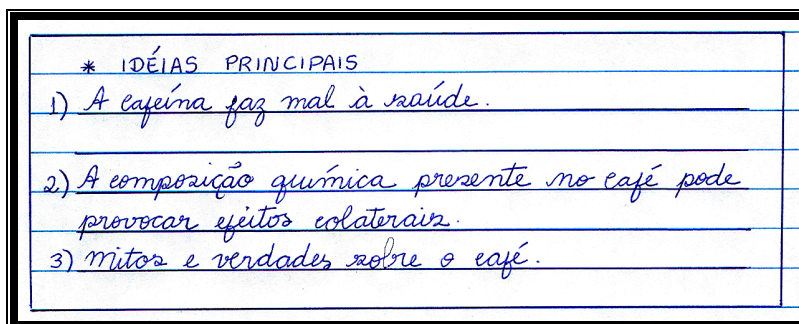 * IDÉIAS PRINCIPAIS
1) A cafeína faz mal à saúde.
2) A composição química presente no café pode
provocar efeitos colaterais.
3) Mitos e verdades sobre o café.